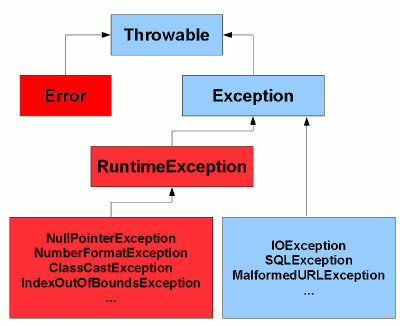 Throwable
Error
Exception
RuntimeException
NullPointerException
NumberFormatException
ClassCastException
IndexOutOfBoundsException
...
IOException
SQLException
MalformedURLException
...